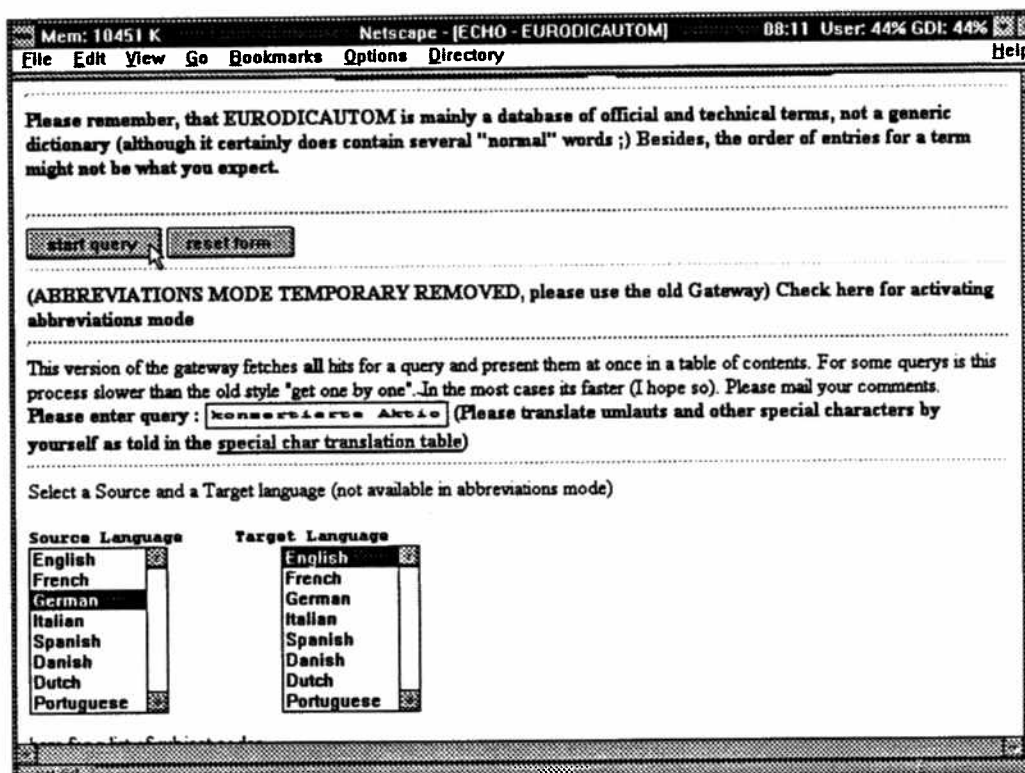 Mem: 10451 K Netscape - [ECHO - EURODICAUTOM] 08:11 User: 44% GDI: 44%
File Edit View Go Bookmarks Options Directory Help
Please remember, that EURODICAUTOM is mainly a database of official and technical terms, not a generic
dictionary (although it certainly does contain several "normal" words ;) Besides, the order of entries for a term
might not be what you expect.
start query reset form
(ABBREVIATIONS MODE TEMPORARY REMOVED, please use the old Gateway) Check here for activating
abbreviations mode
This version of the gateway fetches all hits for a query and present them at once in a table of contents. For some querys is this
process slower than the old style "get one by one". In the most cases its faster (I hope so). Please mail your comments.
Please enter query : konzertierte Aktio (Please translate umlauts and other special characters by
yourself as told in the special char translation table)
Select a Source and a Target language (not available in abbreviations mode)
Source Language Target Language
English English
French French
German German
Italian Italian
Spanish Spanish
Danish Danish
Dutch Dutch
Portuguese Portuguese